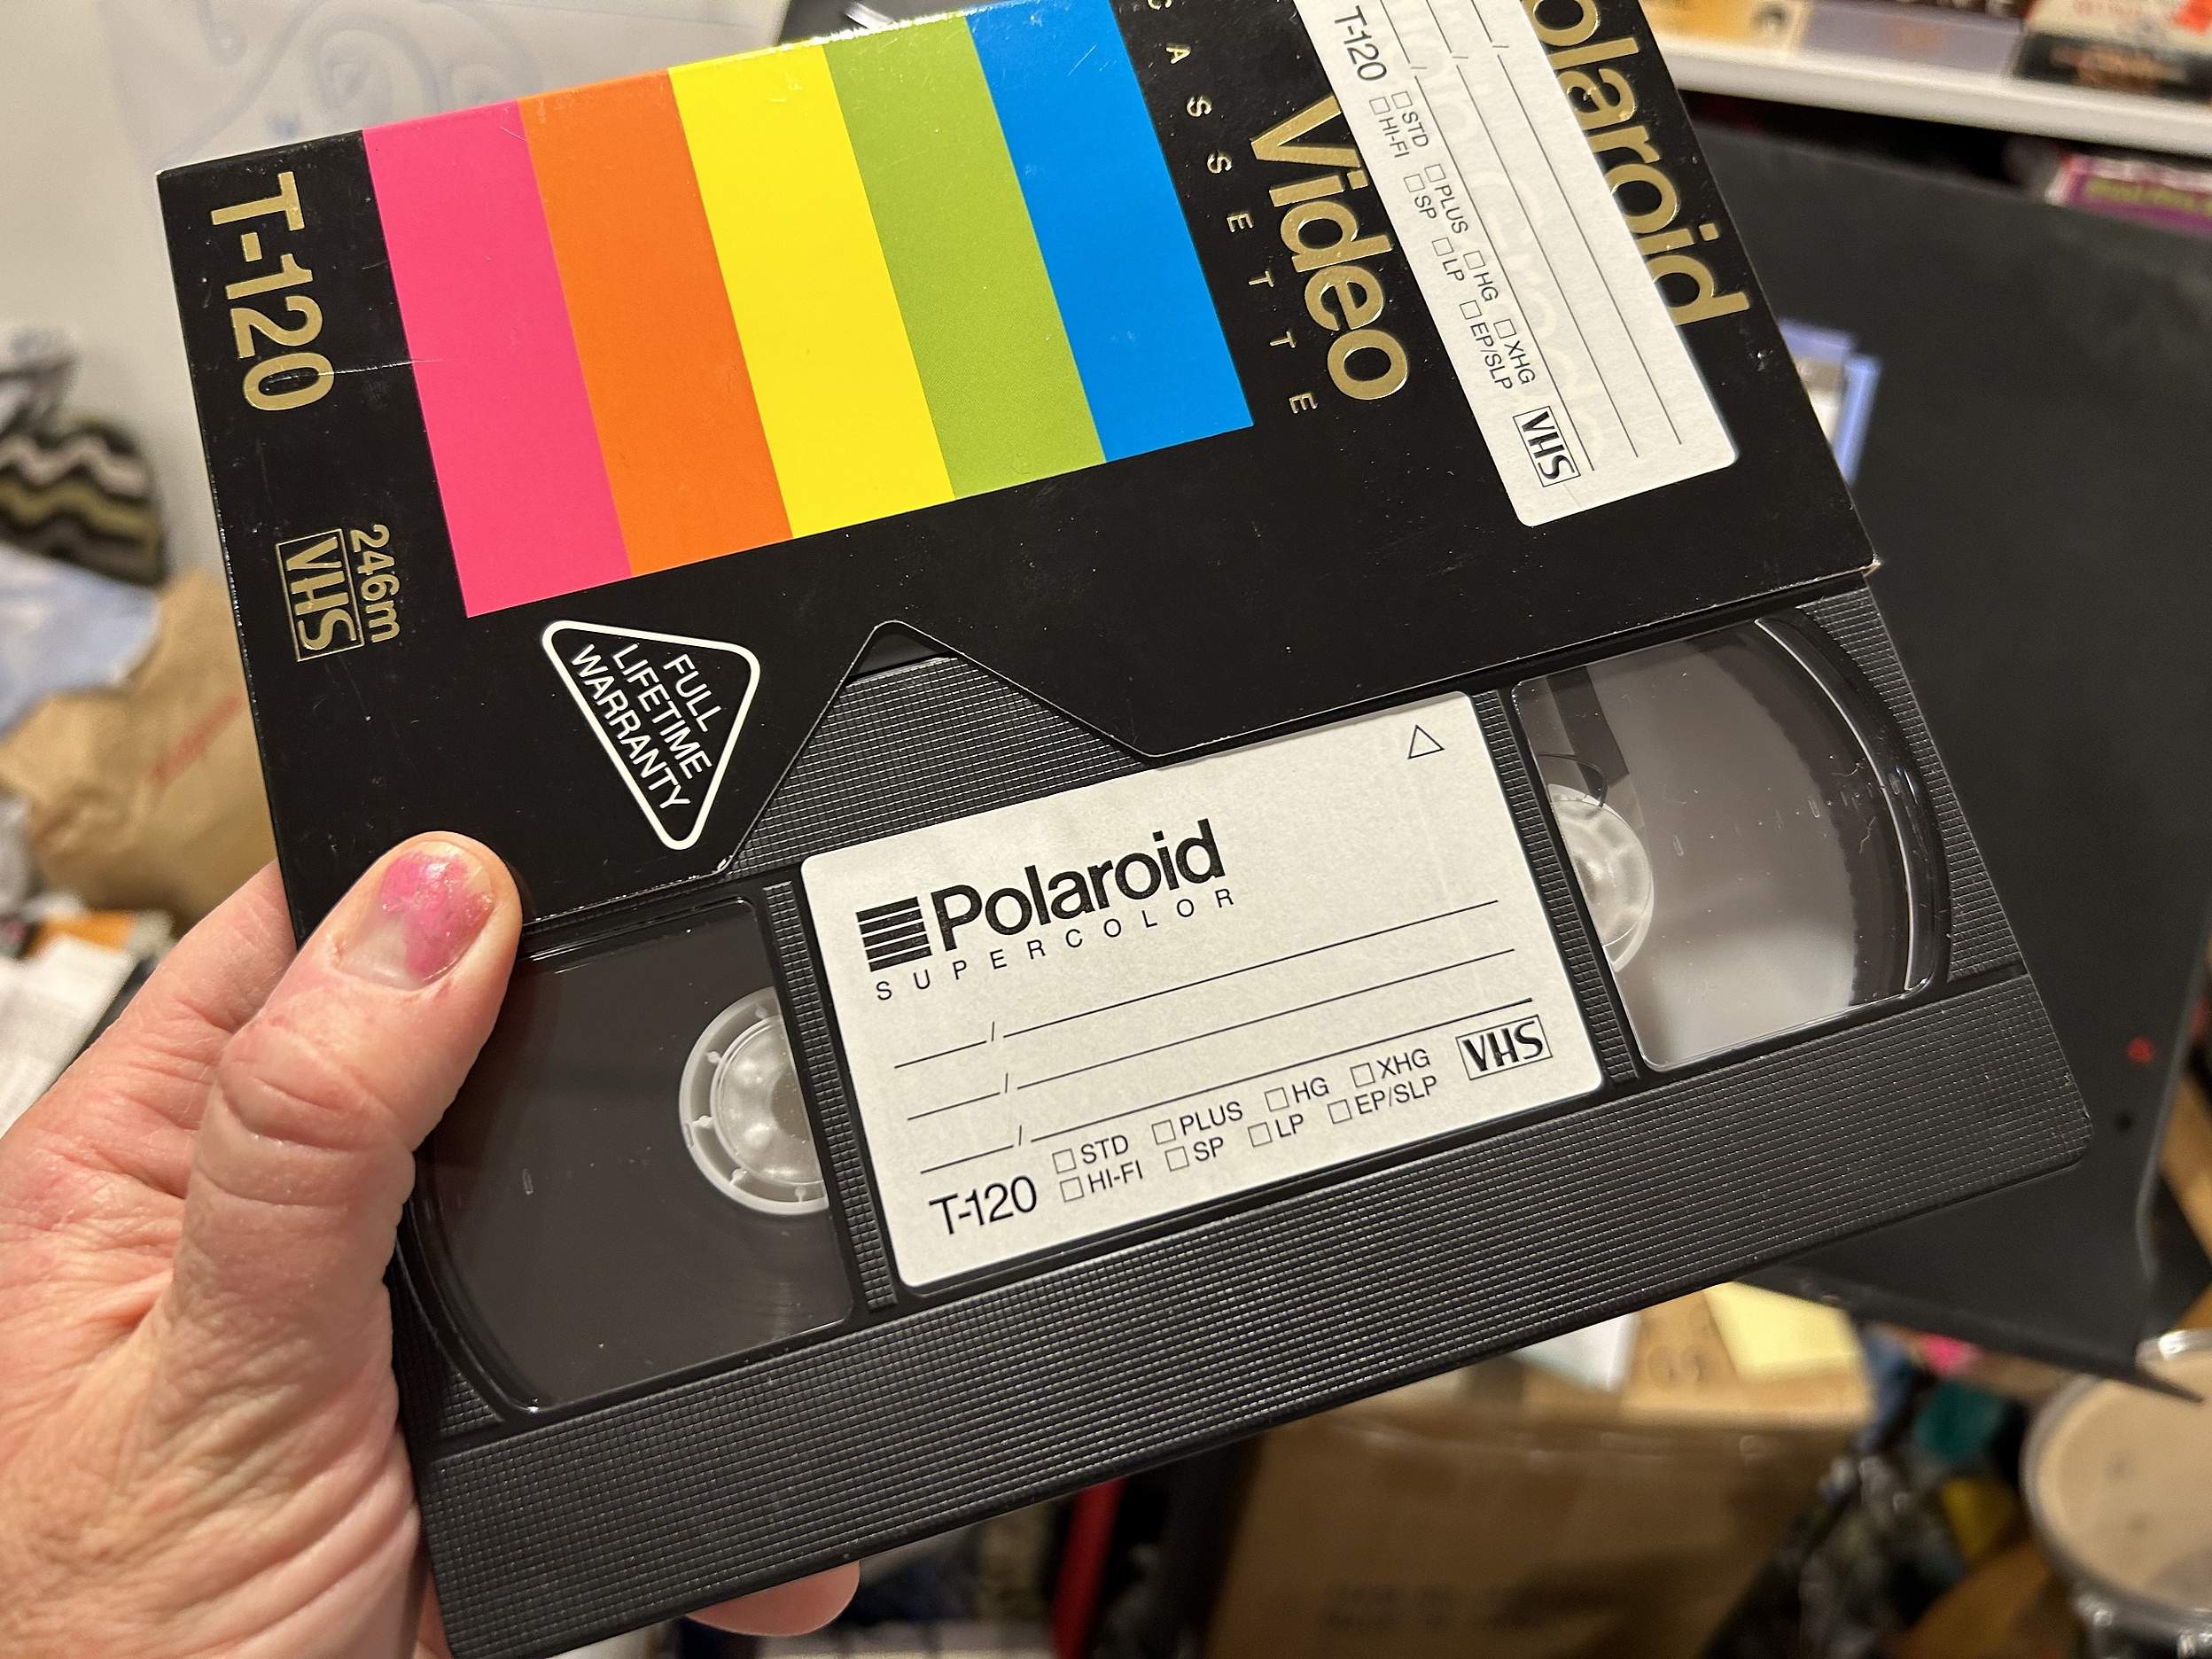 Polaroid
T-120
STD PLUS HG XHG
HI-FI SP LP EP/SLP
VHS
Video
CASSETTE
T-120
246m
VHS
FULL
LIFETIME
WARRANTY
Polaroid
SUPERCOLOR
/
/
/
T-120
STD PLUS HG XHG
HI-FI SP LP EP/SLP
VHS